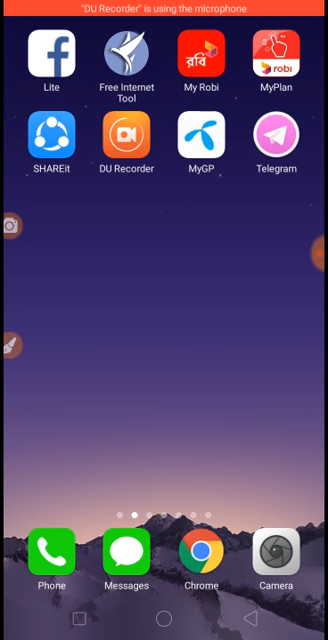 "DU Recorder" is using the microphone
Lite
Free Internet
Tool
রবি
My Robi
robi
MyPlan
SHAREit
DU Recorder
MyGP
Telegram
Phone
Messages
Chrome
Camera